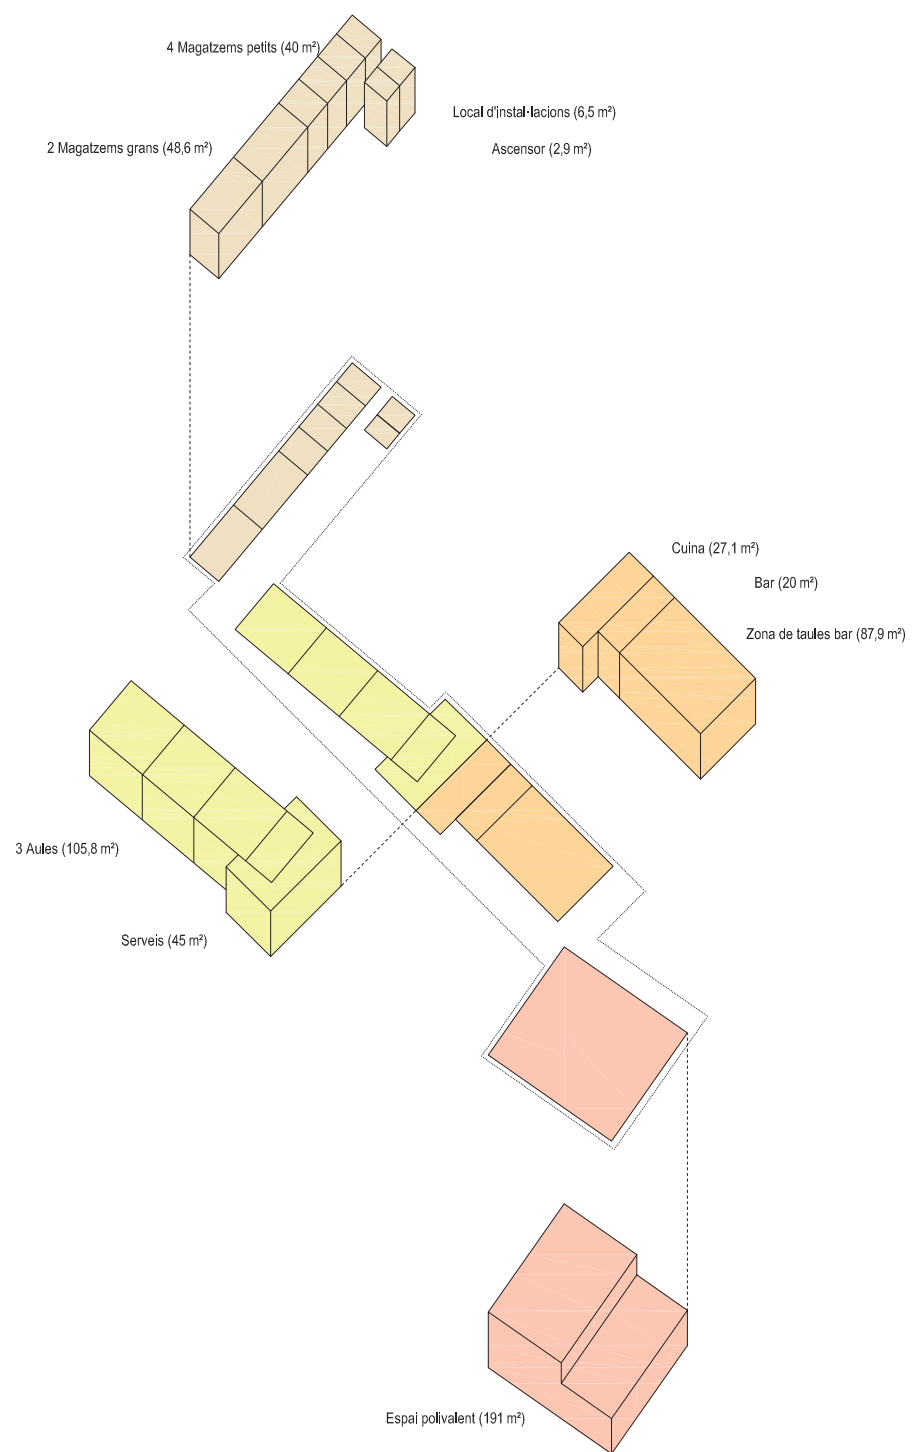 4 Magatzems petits (40 m²)
Local d'instal·lacions (6,5 m²)
2 Magatzems grans (48,6 m²)
Ascensor (2,9 m²)
Cuina (27,1 m²)
Bar (20 m²)
Zona de taules bar (87,9 m²)
3 Aules (105,8 m²)
Serveis (45 m²)
Espai polivalent (191 m²)